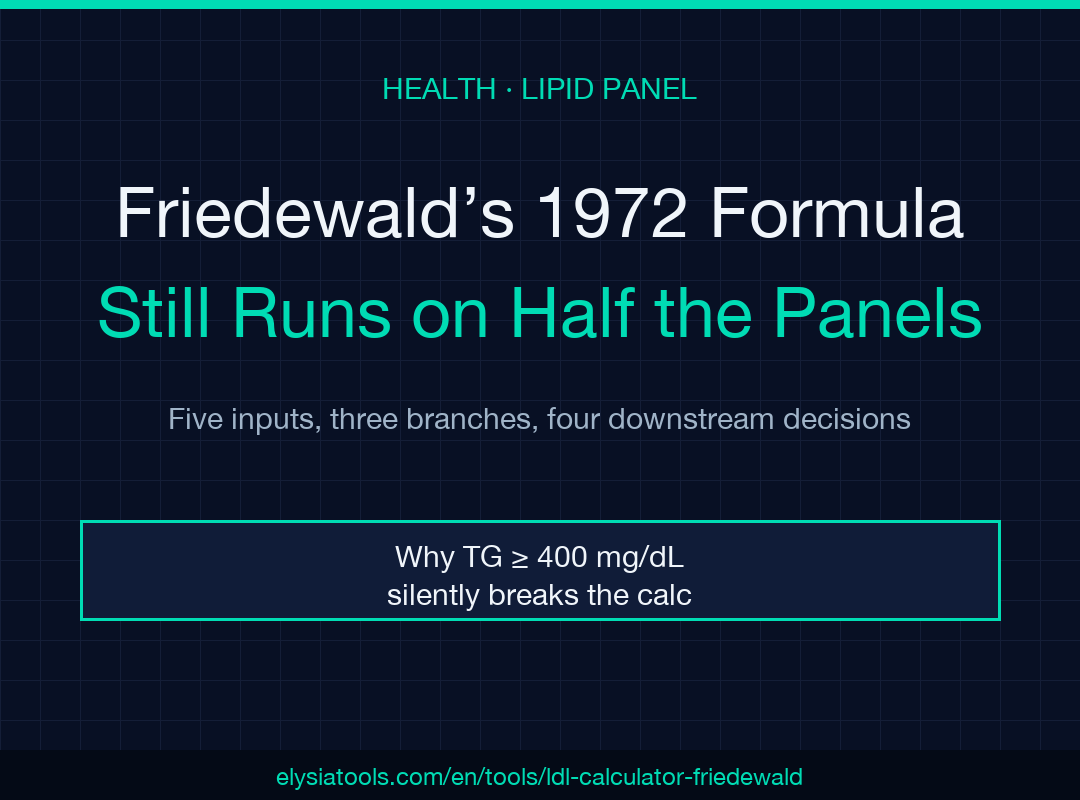 HEALTH · LIPID PANEL
Friedewald’s 1972 Formula
Still Runs on Half the Panels
Five inputs, three branches, four downstream decisions
Why TG ≥ 400 mg/dL
silently breaks the calc
elysiatools.com/en/tools/ldl-calculator-friedewald